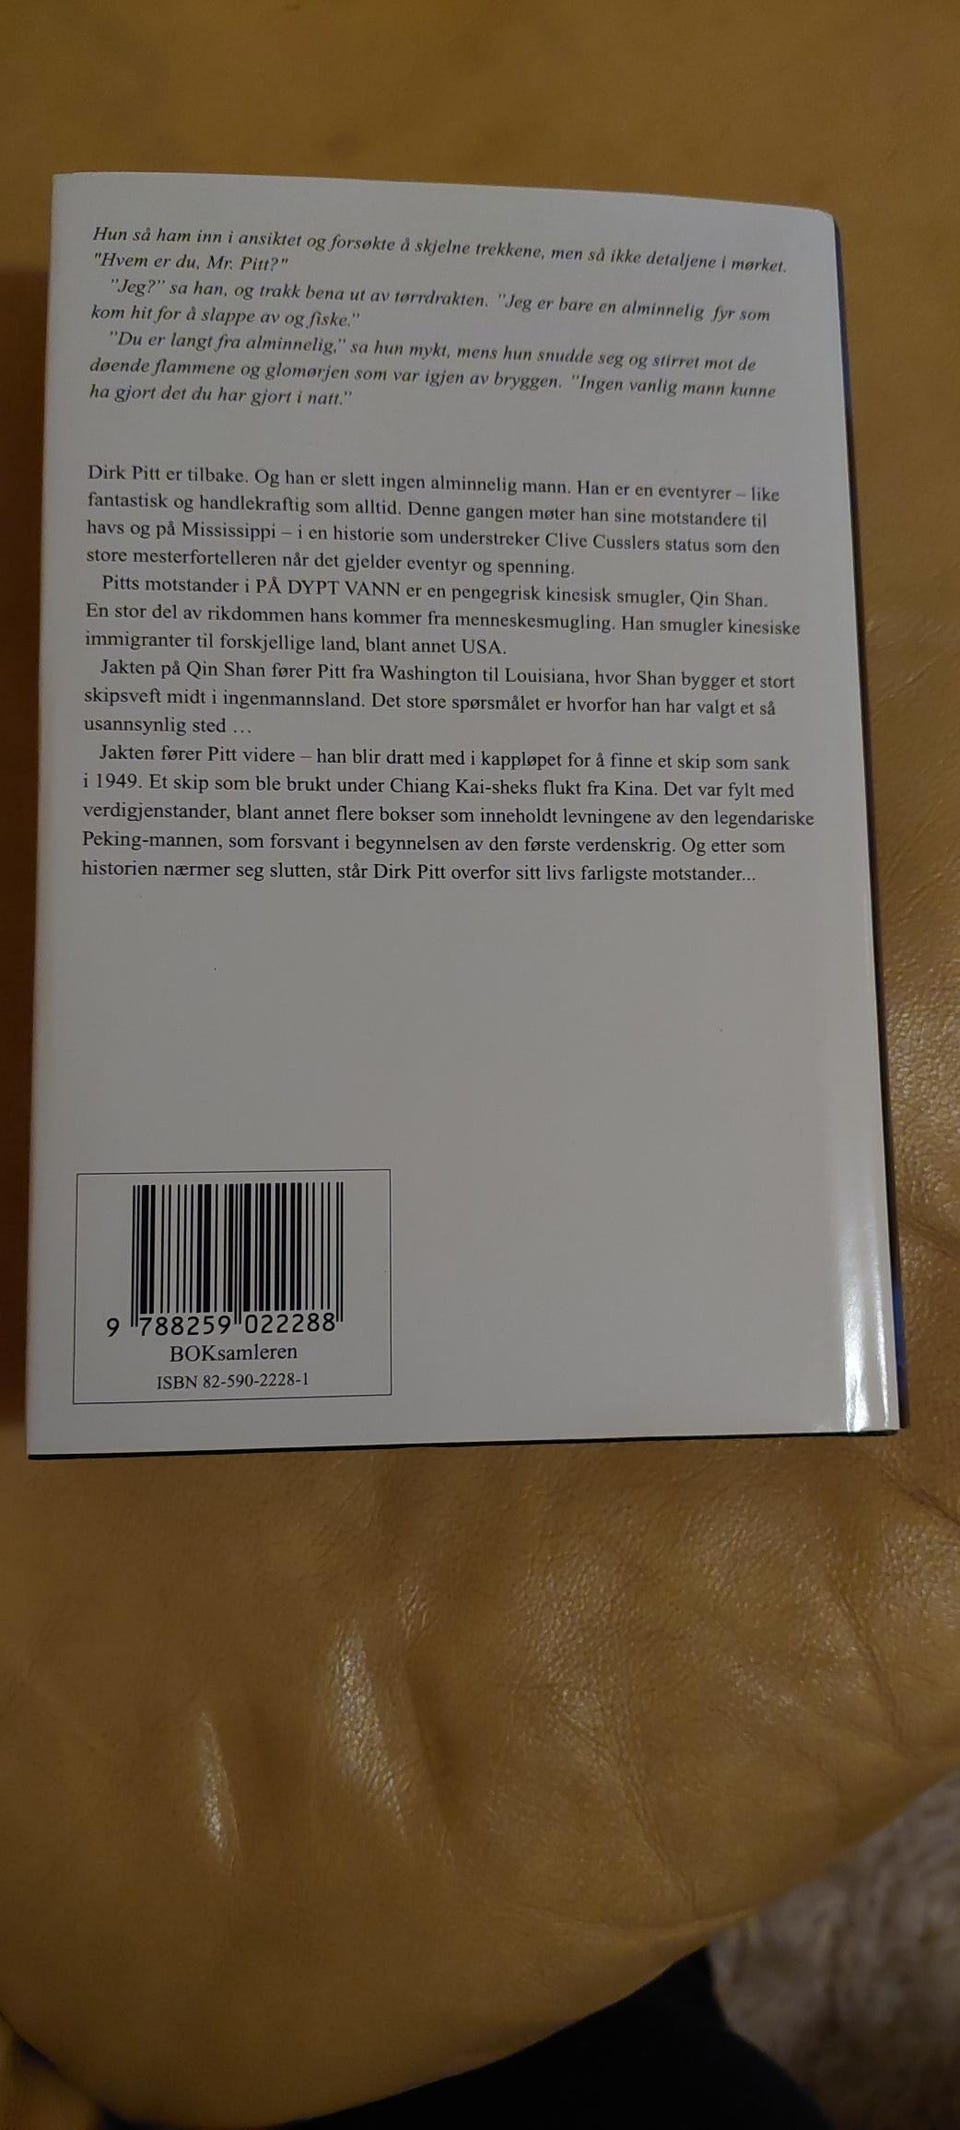 Hun så ham inn i ansiktet og forsøkte å skjelne trekkene, men så ikke detaljene i mørket.
"Hvem er du, Mr. Pitt?"
"Jeg?" sa han, og trakk bena ut av tørrdrakten. "Jeg er bare en alminnelig fyr som
kom hit for å slappe av og fiske."
"Du er langt fra alminnelig," sa hun mykt, mens hun snudde seg og stirret mot de
døende flammene og glomørjen som var igjen av bryggen. "Ingen vanlig mann kunne
ha gjort det du har gjort i natt."
Dirk Pitt er tilbake. Og han er slett ingen alminnelig mann. Han er en eventyrer – like
fantastisk og handlekraftig som alltid. Denne gangen møter han sine motstandere til
havs og på Mississippi – i en historie som understreker Clive Cusslers status som den
store mesterfortelleren når det gjelder eventyr og spenning.
Pitts motstander i PÅ DYPT VANN er en pengegrisk kinesisk smugler, Qin Shan.
En stor del av rikdommen hans kommer fra menneskesmugling. Han smugler kinesiske
immigranter til forskjellige land, blant annet USA.
Jakten på Qin Shan fører Pitt fra Washington til Louisiana, hvor Shan bygger et stort
skipsveft midt i ingenmannsland. Det store spørsmålet er hvorfor han har valgt et så
usannsynlig sted ...
Jakten fører Pitt videre – han blir dratt med i kappløpet for å finne et skip som sank
i 1949. Et skip som ble brukt under Chiang Kai-sheks flukt fra Kina. Det var fylt med
verdigjenstander, blant annet flere bokser som inneholdt levningene av den legendariske
Peking-mannen, som forsvant i begynnelsen av den første verdenskrig. Og etter som
historien nærmer seg slutten, står Dirk Pitt overfor sitt livs farligste motstander...
9 788259 022288
BOKsamleren
ISBN 82-590-2228-1